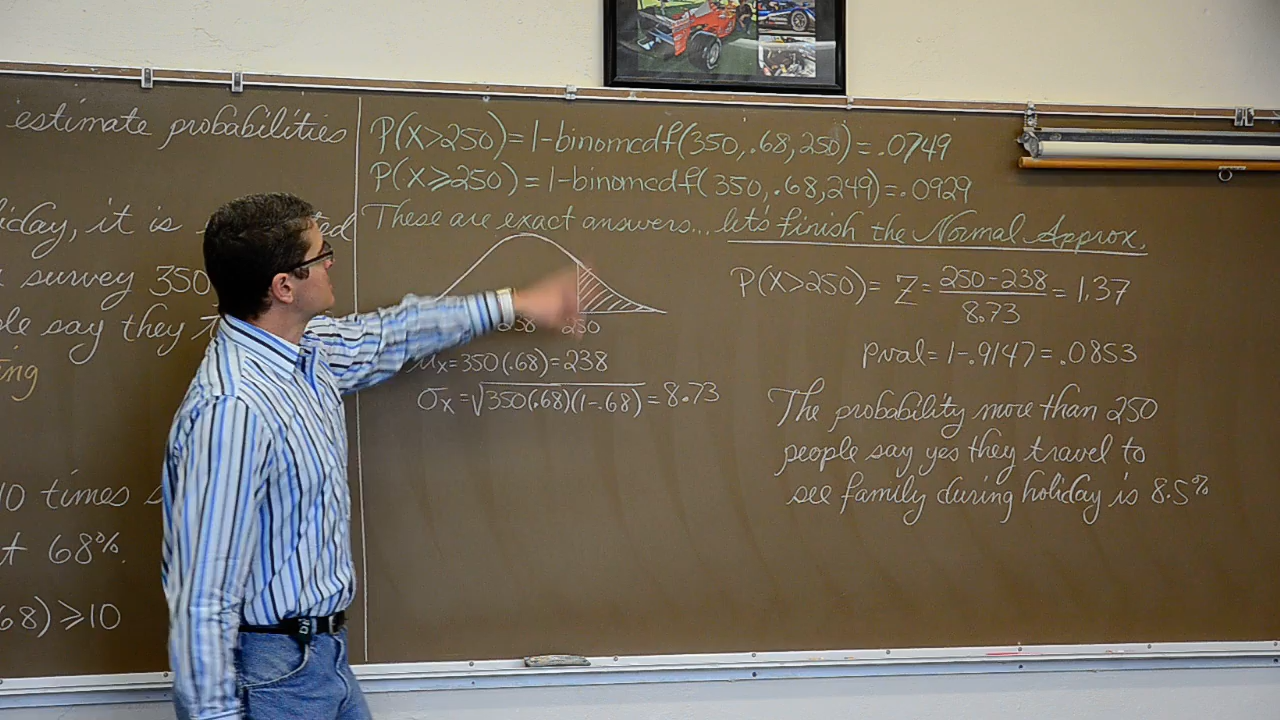 estimate probabilities
liday, it is
survey 350
ple say they
ing
10 times
t 68%.
68) ≥ 10
P(X>250) = 1-binomcdf(350,.68,250) = .0749
P(X≥250) = 1-binomcdf(350,.68,249) = .0929
These are exact answers... let's finish the Normal Approx.
238 250
μx = 350(.68) = 238
σx = √350(.68)(1-.68) = 8.73
P(X>250) = Z = 250-238 / 8.73 = 1.37
pval = 1-.9147 = .0853
The probability more than 250
people say yes they travel to
see family during holiday is 8.5%